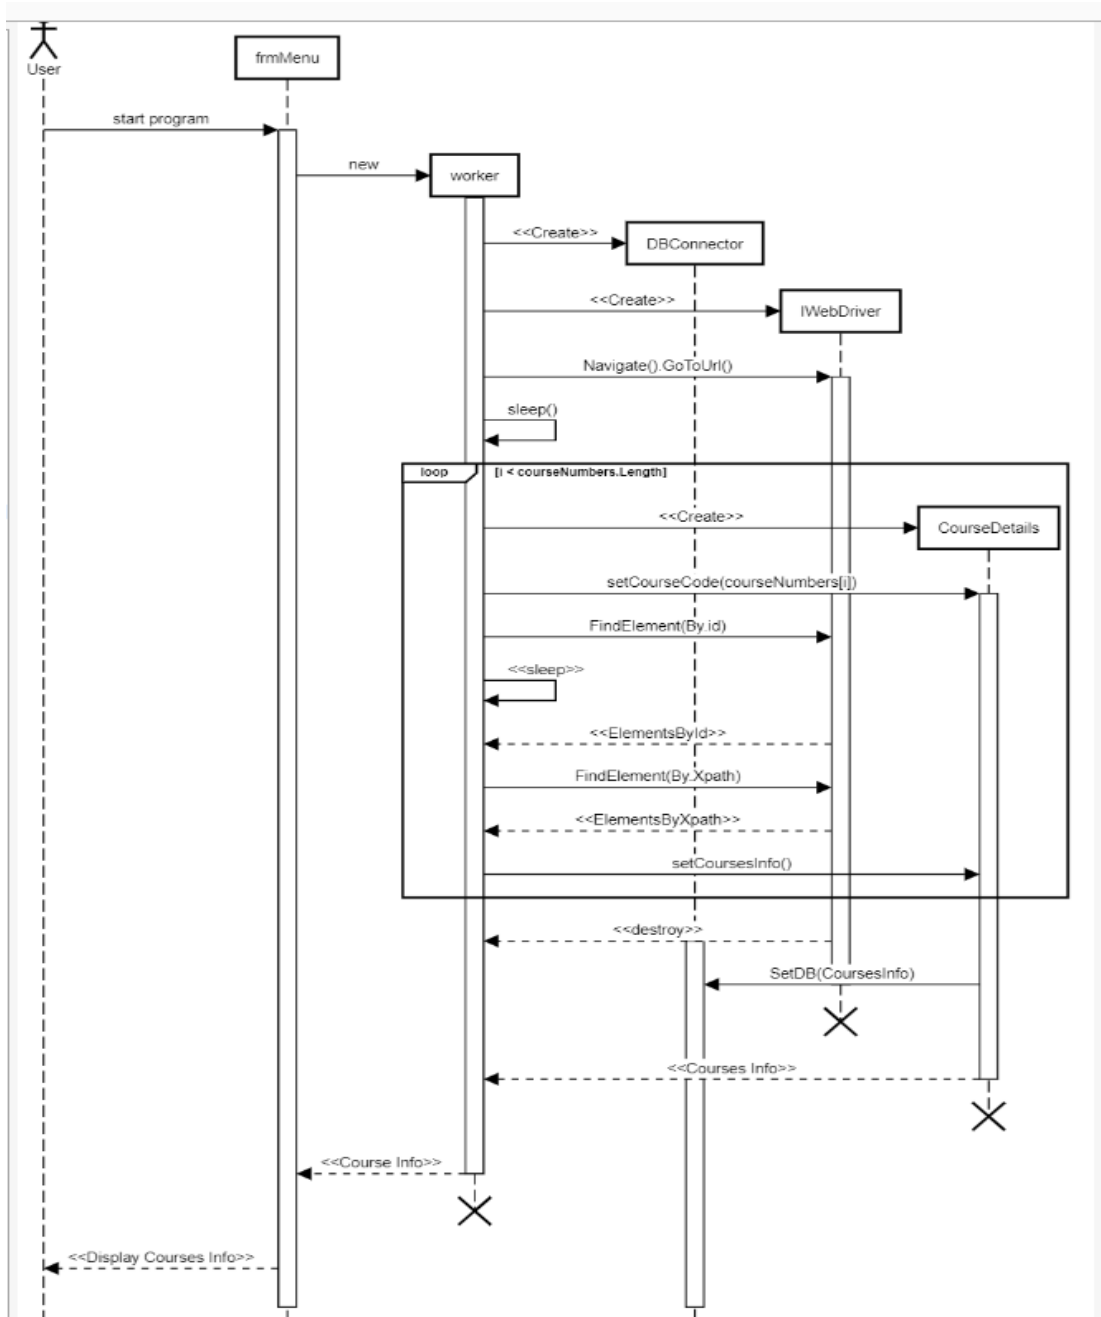 User
frmMenu
start program
new
worker
<<Create>>
DBConnector
<<Create>>
IWebDriver
Navigate().GoToUrl()
sleep()
loop
[i < courseNumbers.Length]
<<Create>>
CourseDetails
setCourseCode(courseNumbers[i])
FindElement(By.id)
<<sleep>>
<<ElementsById>>
FindElement(By.Xpath)
<<ElementsByXpath>>
setCoursesInfo()
<<destroy>>
SetDB(CoursesInfo)
<<Courses Info>>
<<Course Info>>
<<Display Courses Info>>